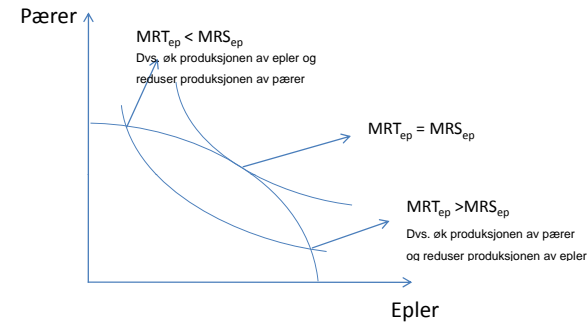 Pærer
MRTep < MRSep
Dvs. øk produksjonen av epler og
reduser produksjonen av pærer
MRTep = MRSep
MRTep >MRSep
Dvs. øk produksjonen av pærer
og reduser produksjonen av epler
Epler